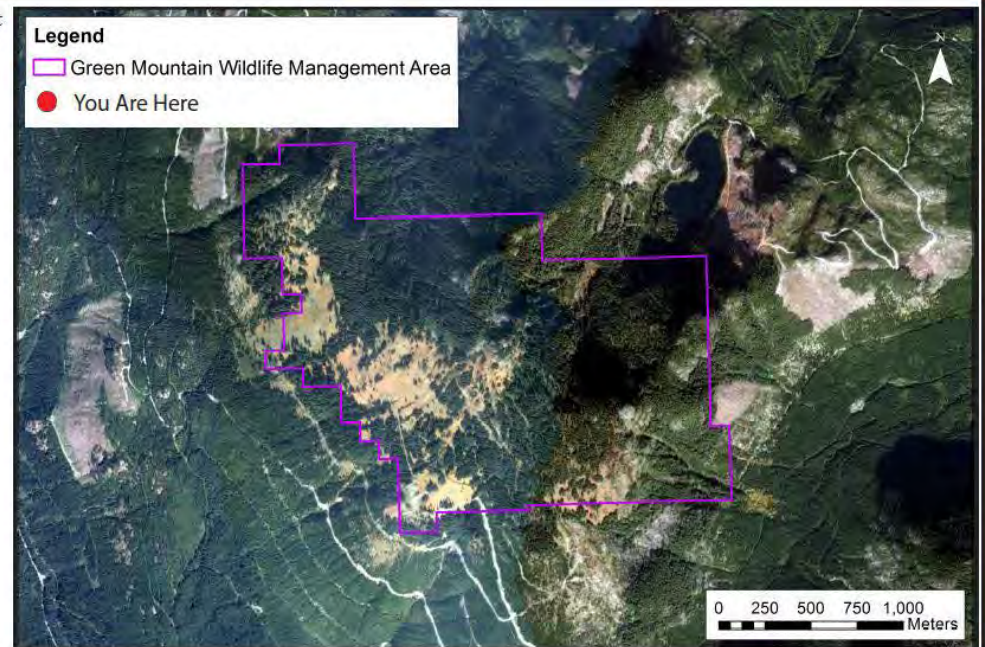 Legend
Green Mountain Wildlife Management Area
You Are Here
N
0 250 500 750 1,000
Meters